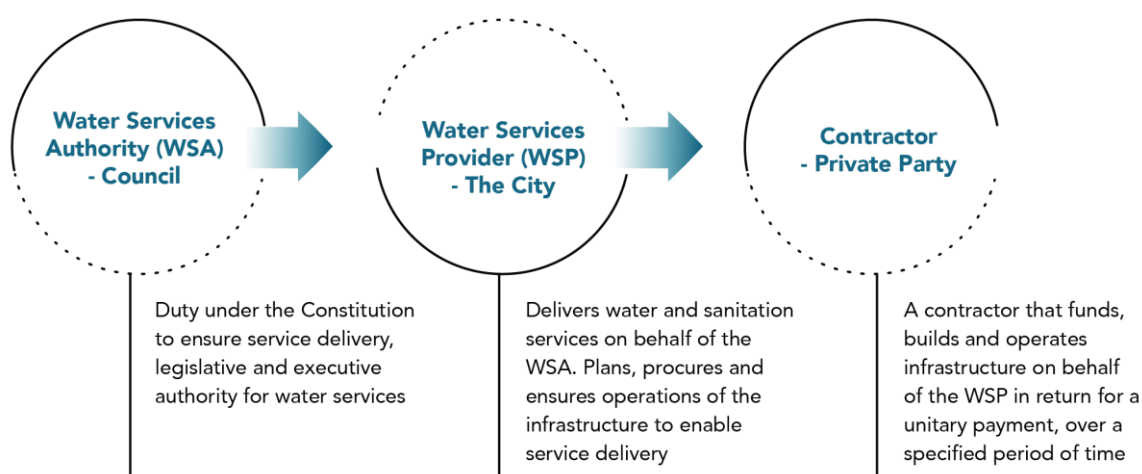 Water Services
Authority (WSA)
- Council
Water Services
Provider (WSP)
- The City
Contractor
- Private Party
Duty under the Constitution
to ensure service delivery,
legislative and executive
authority for water services
Delivers water and sanitation
services on behalf of the
WSA. Plans, procures and
ensures operations of the
infrastructure to enable
service delivery
A contractor that funds,
builds and operates
infrastructure on behalf
of the WSP in return for a
unitary payment, over a
specified period of time